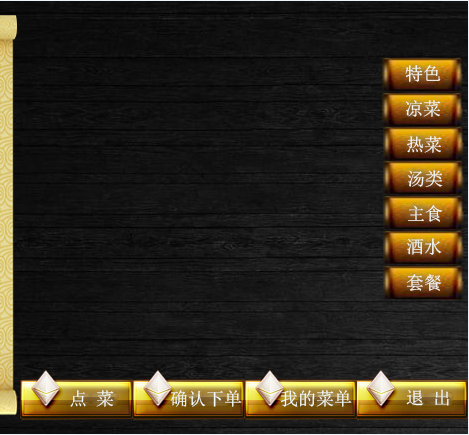 特色
凉菜
热菜
汤类
主食
酒水
套餐
点 菜 确认下单 我的菜单 退 出